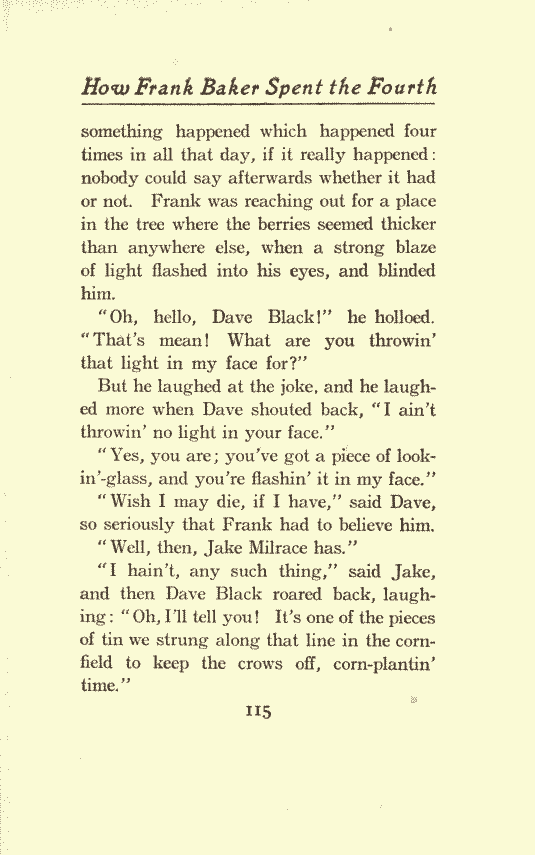 How Frank Baker Spent the Fourth
something happened which happened four
times in all that day, if it really happened:
nobody could say afterwards whether it had
or not. Frank was reaching out for a place
in the tree where the berries seemed thicker
than anywhere else, when a strong blaze
of light flashed into his eyes, and blinded
him.
"Oh, hello, Dave Black!" he holloed.
"That's mean! What are you throwin'
that light in my face for?"
But he laughed at the joke, and he laugh-
ed more when Dave shouted back, "I ain't
throwin' no light in your face."
"Yes, you are; you've got a piece of look-
in'-glass, and you're flashin' it in my face."
"Wish I may die, if I have," said Dave,
so seriously that Frank had to believe him.
"Well, then, Jake Milrace has."
"I hain't, any such thing," said Jake,
and then Dave Black roared back, laugh-
ing: "Oh, I'll tell you! It's one of the pieces
of tin we strung along that line in the corn-
field to keep the crows off, corn-plantin'
time."
115